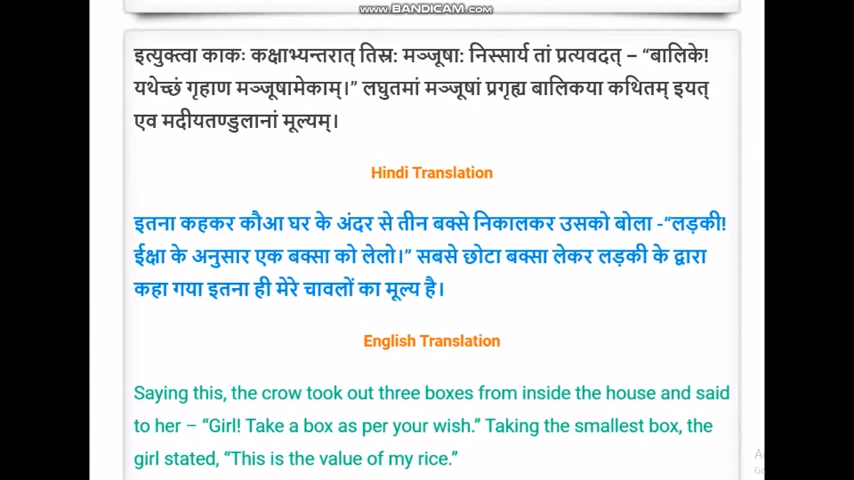 www.BANDICAM.com
इत्युक्त्वा काकः कक्षाभ्यन्तरात् तिस्र: मञ्जूषा: निस्सार्य तां प्रत्यवदत् – “बालिके!
यथेच्छं गृहाण मञ्जूषामेकाम्।” लघुतमां मञ्जूषां प्रगृह्य बालिकया कथितम् इयत्
एव मदीयतण्डुलानां मूल्यम्।
Hindi Translation
इतना कहकर कौआ घर के अंदर से तीन बक्से निकालकर उसको बोला -“लड़की!
ईक्षा के अनुसार एक बक्सा को लेलो।” सबसे छोटा बक्सा लेकर लड़की के द्वारा
कहा गया इतना ही मेरे चावलों का मूल्य है।
English Translation
Saying this, the crow took out three boxes from inside the house and said
to her – “Girl! Take a box as per your wish.” Taking the smallest box, the
girl stated, “This is the value of my rice.”